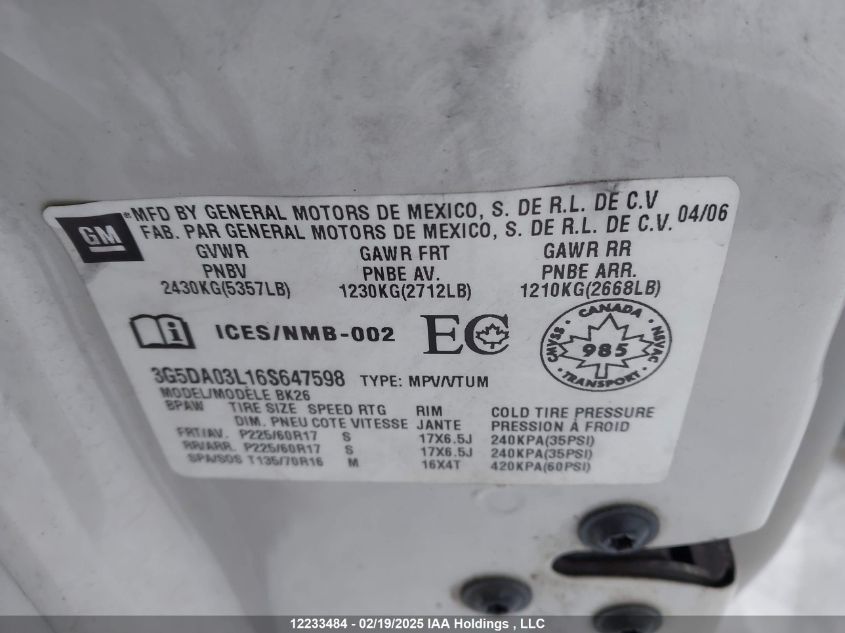 GM
MFD BY GENERAL MOTORS DE MEXICO, S. DE R.L. DE C.V
FAB. PAR GENERAL MOTORS DE MEXICO, S. DE R.L. DE C.V. 04/06
GVWR GAWR FRT GAWR RR
PNBV PNBE AV. PNBE ARR.
2430KG(5357LB) 1230KG(2712LB) 1210KG(2668LB)
i ICES/NMB-002 EC CANADA CMVSS 985 NSVAC TRANSPORT
3G5DA03L16S647598 TYPE: MPV/VTUM
MODEL/MODÈLE BK26
BPAW TIRE SIZE SPEED RTG RIM COLD TIRE PRESSURE
DIM. PNEU COTE VITESSE JANTE PRESSION À FROID
FRT/AV. P225/60R17 S 17X6.5J 240KPA(35PSI)
RR/ARR. P225/60R17 S 17X6.5J 240KPA(35PSI)
SPA/SOS T135/70R16 M 16X4T 420KPA(60PSI)
12233484 - 02/19/2025 IAA Holdings , LLC